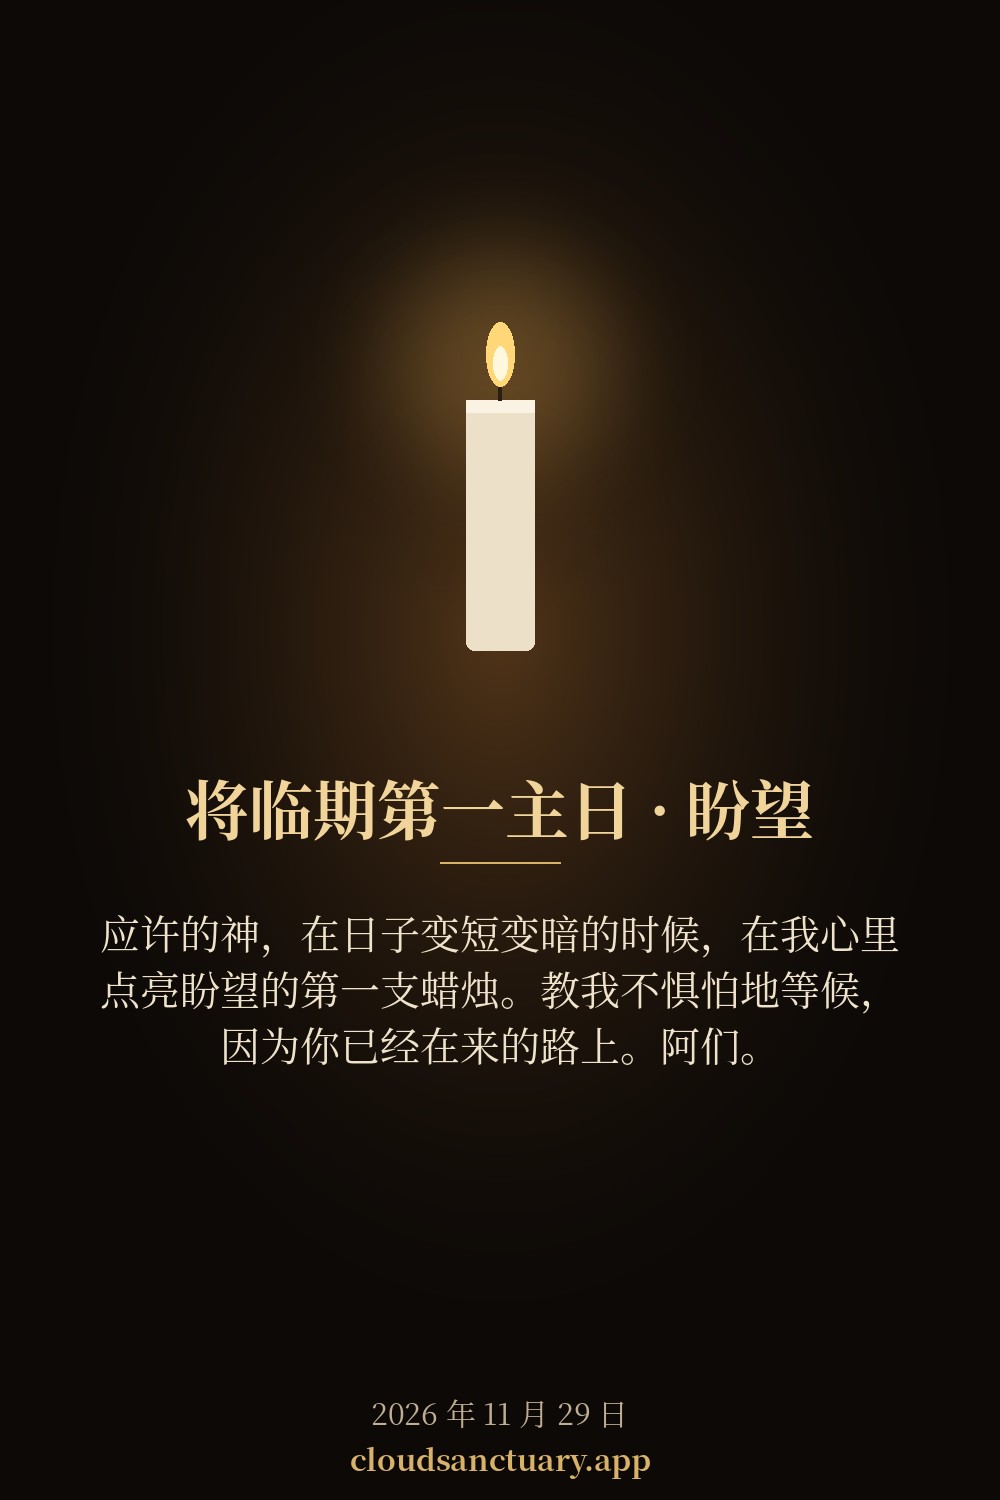 将临期第一主日 · 盼望
应许的神，在日子变短变暗的时候，在我心里
点亮盼望的第一支蜡烛。教我不惧怕地等候，
因为你已经在来的路上。阿们。
2026 年 11 月 29 日
cloudsanctuary.app